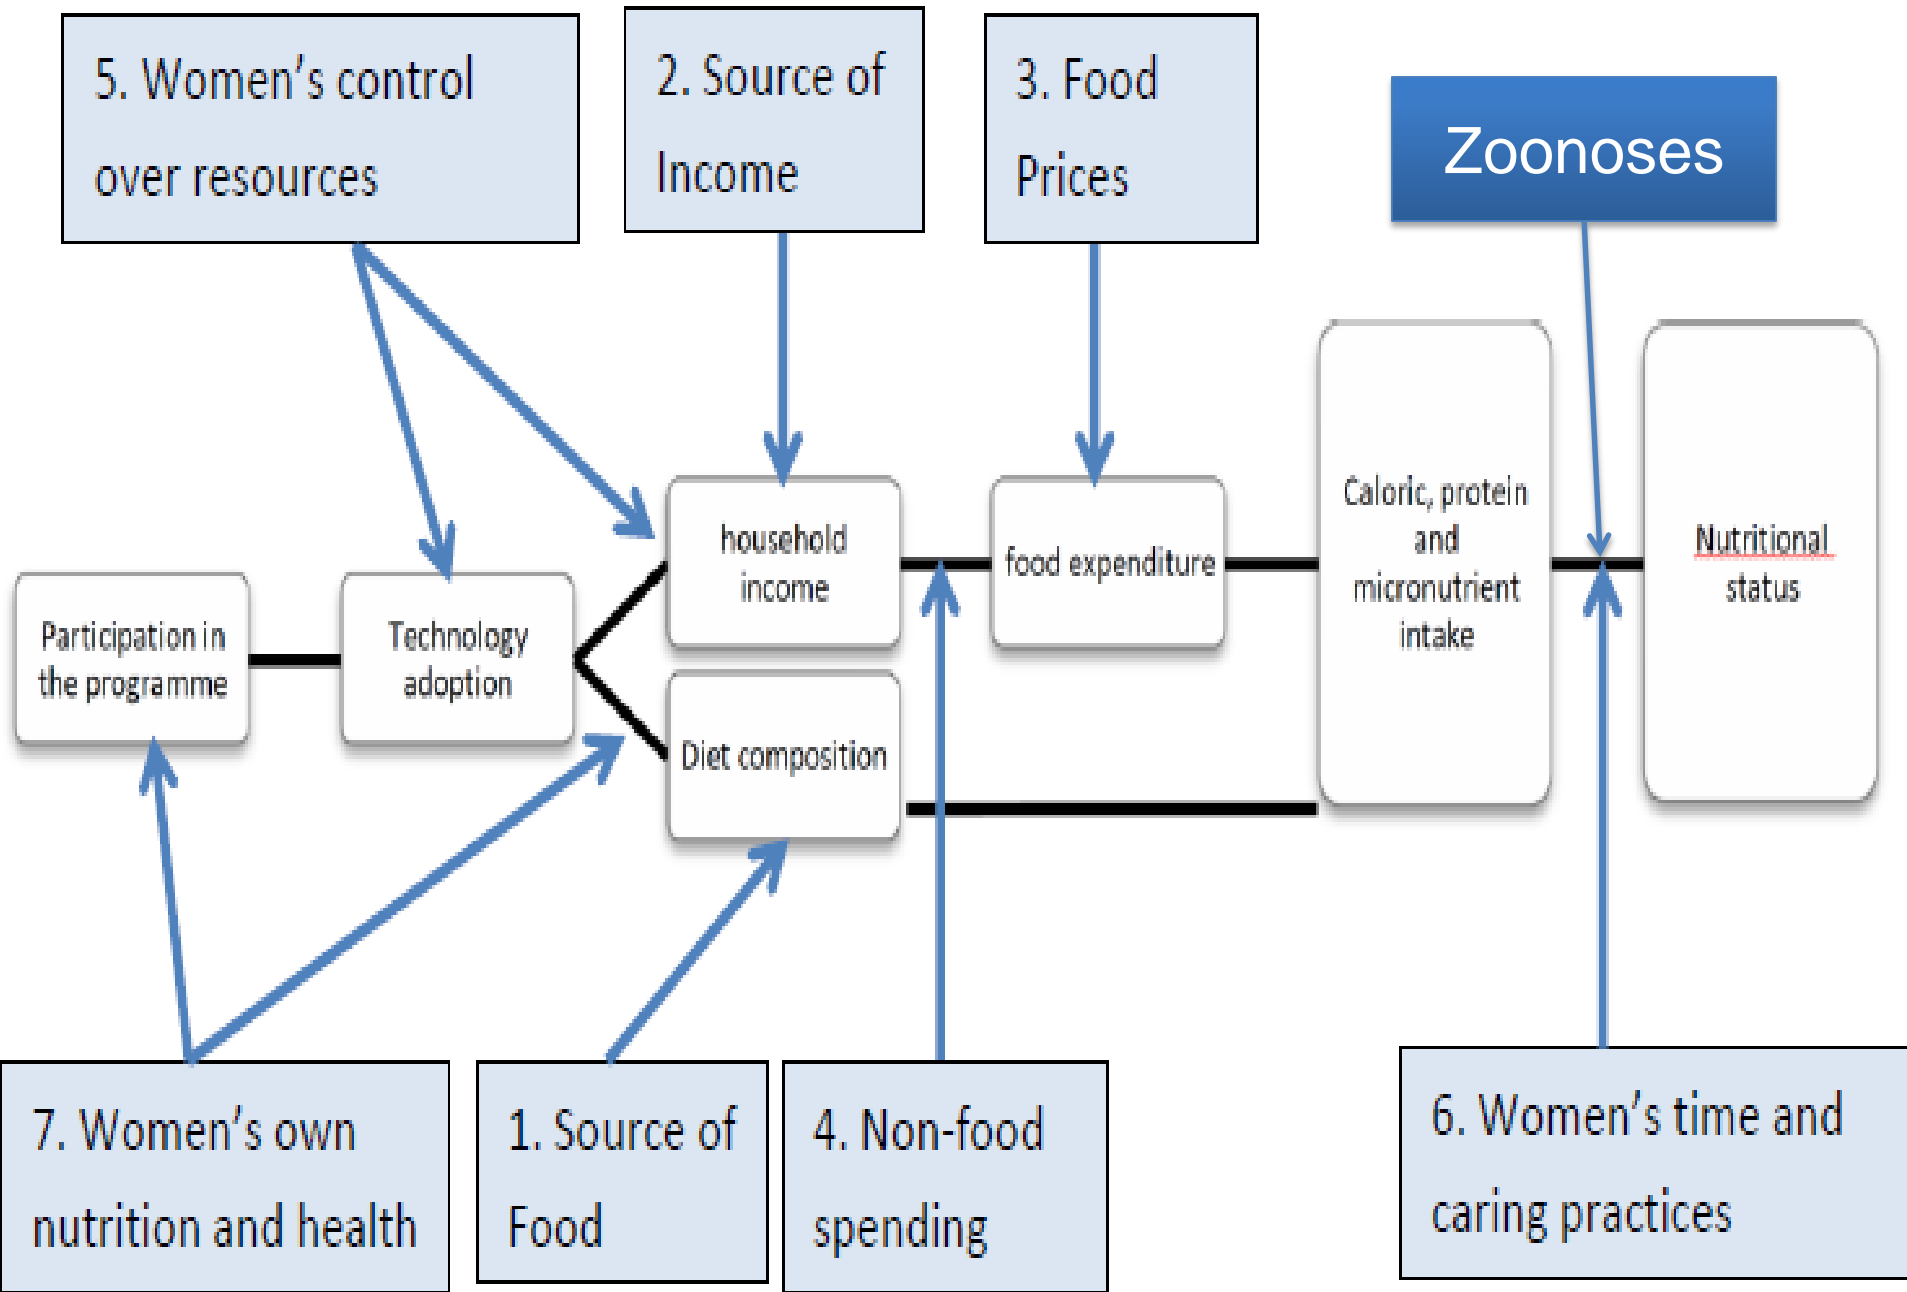 5. Women's control
over resources
2. Source of
Income
3. Food
Prices
Zoonoses
Participation in
the programme
Technology
adoption
household
income
Diet composition
food expenditure
Caloric, protein
and
micronutrient
intake
Nutritional
status
7. Women's own
nutrition and health
1. Source of
Food
4. Non-food
spending
6. Women's time and
caring practices